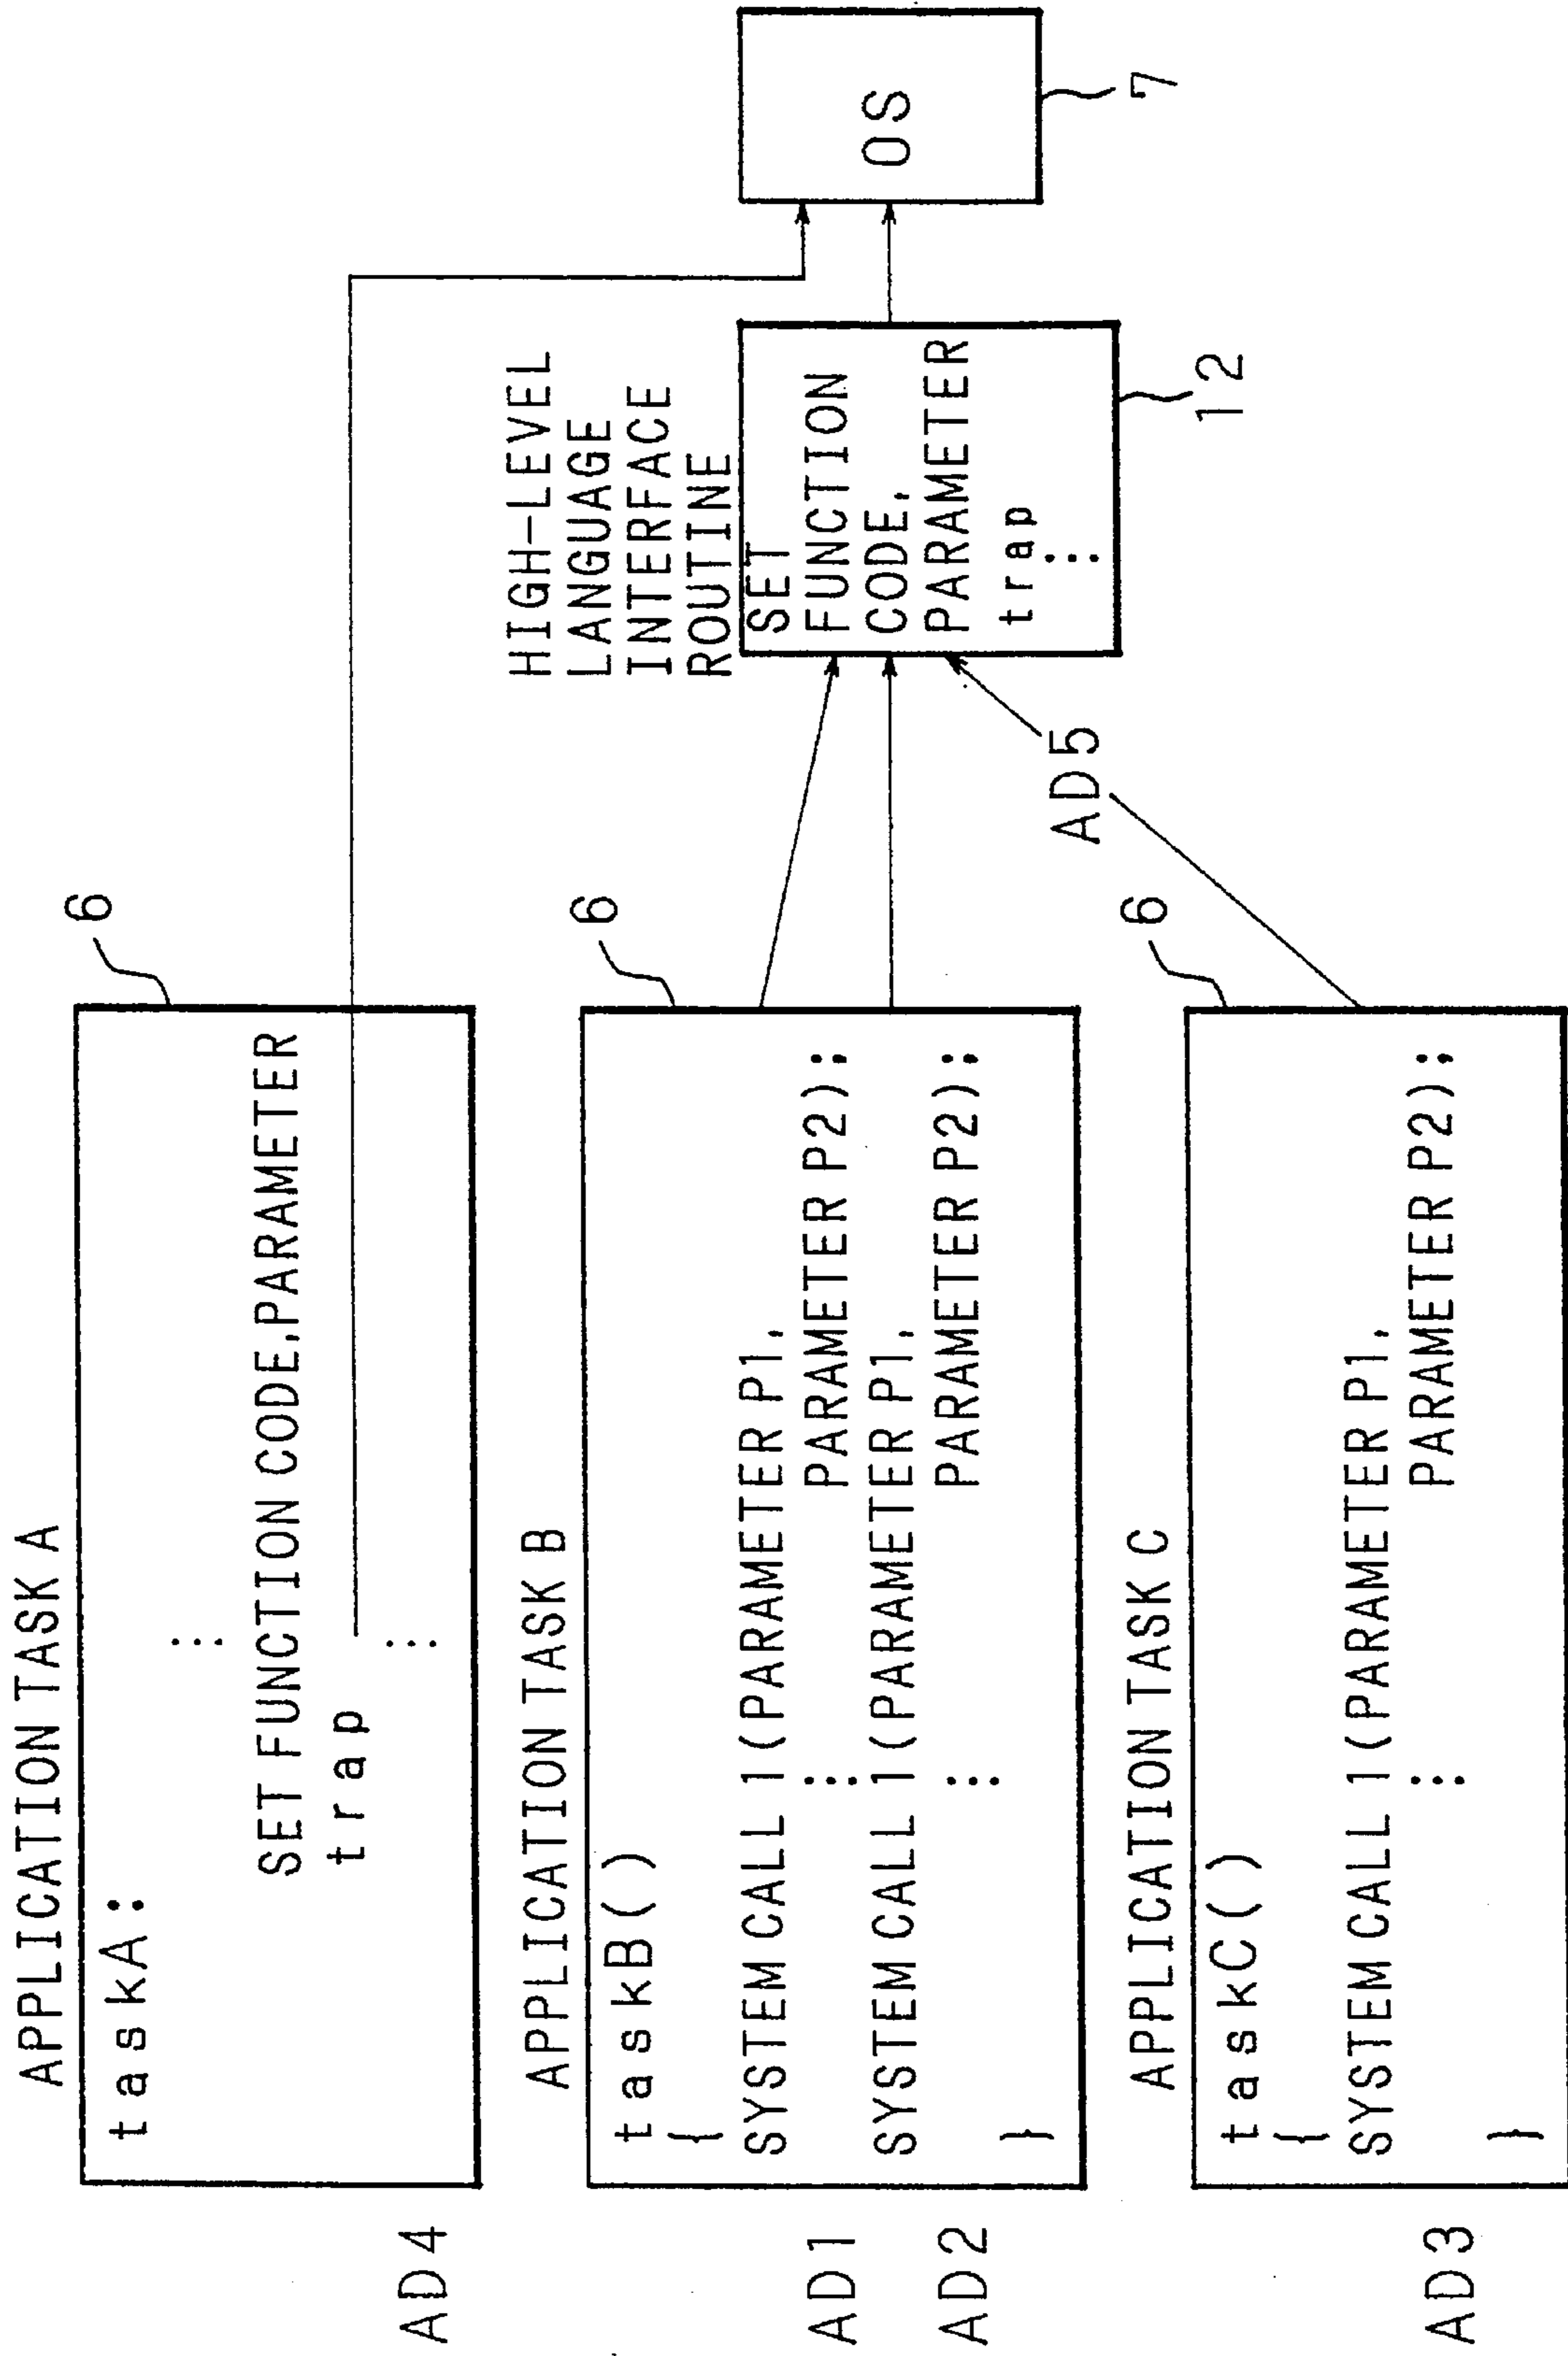 APPLICATION TASK A
6
taskA:
⋮
SET FUNCTION CODE, PARAMETER
trap
⋮
AD4
APPLICATION TASK B
6
taskB()
{
SYSTEM CALL 1(PARAMETER P1,
PARAMETER P2);
⋮
AD1
SYSTEM CALL 1(PARAMETER P1,
PARAMETER P2);
⋮
AD2
}
APPLICATION TASK C
6
taskC()
{
SYSTEM CALL 1(PARAMETER P1,
PARAMETER P2);
⋮
AD3
}
AD5
HIGH-LEVEL
LANGUAGE
INTERFACE
ROUTINE
SET
FUNCTION
CODE,
PARAMETER
trap
⋮
12
OS
7